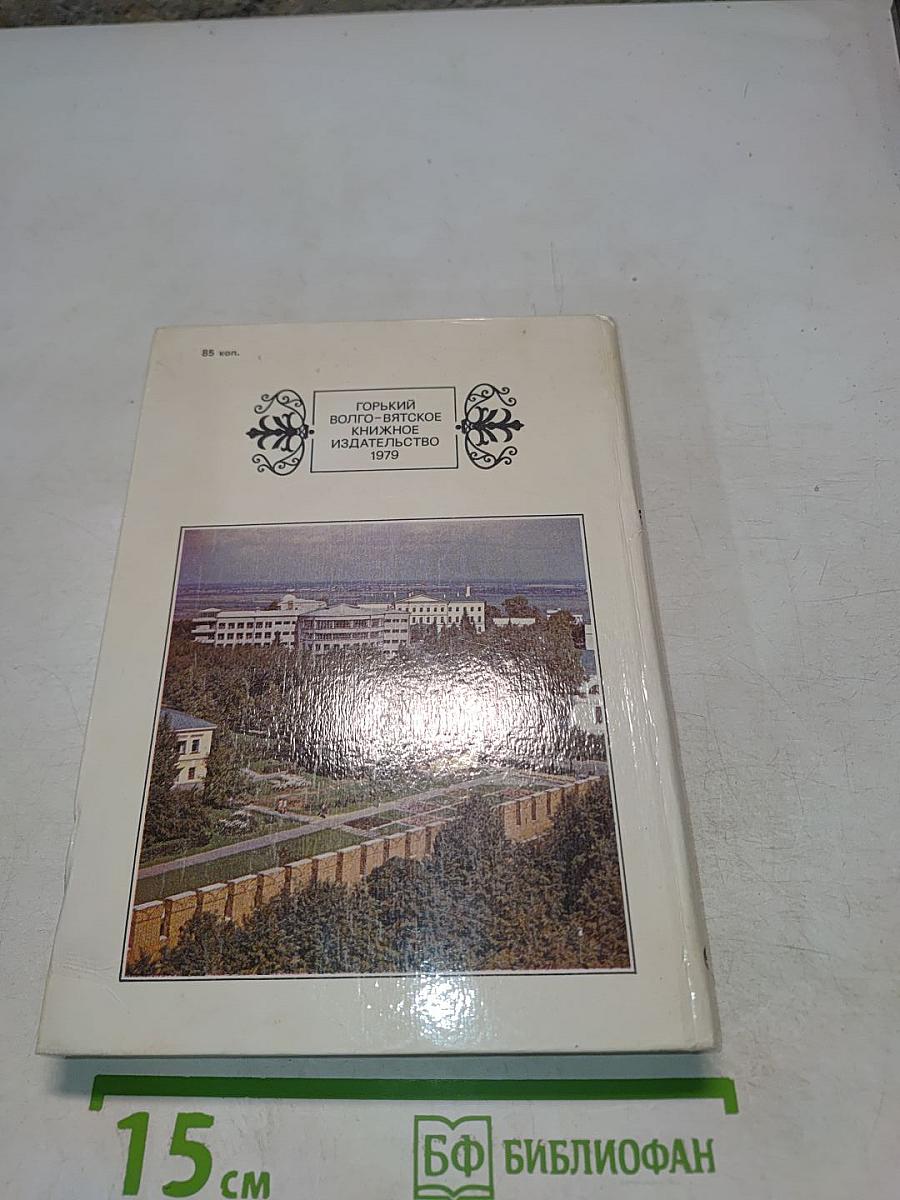 85 коп.
ГОРЬКИЙ
ВОЛГО-ВЯТСКОЕ
КНИЖНОЕ
ИЗДАТЕЛЬСТВО
1979
15 см
БФ БИБЛИОФАН